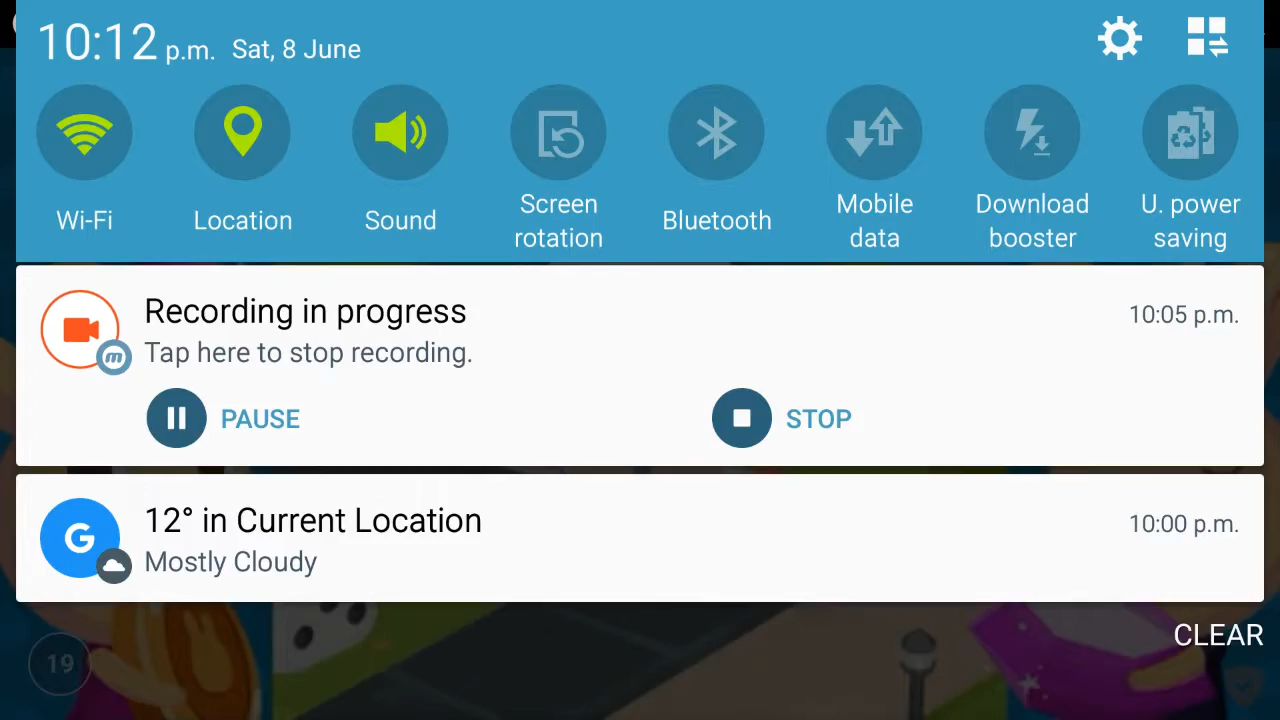 10:12 p.m. Sat, 8 June
Wi-Fi
Location
Sound
Screen
rotation
Bluetooth
Mobile
data
Download
booster
U. power
saving
Recording in progress
10:05 p.m.
Tap here to stop recording.
PAUSE
STOP
G
12° in Current Location
10:00 p.m.
Mostly Cloudy
CLEAR
19